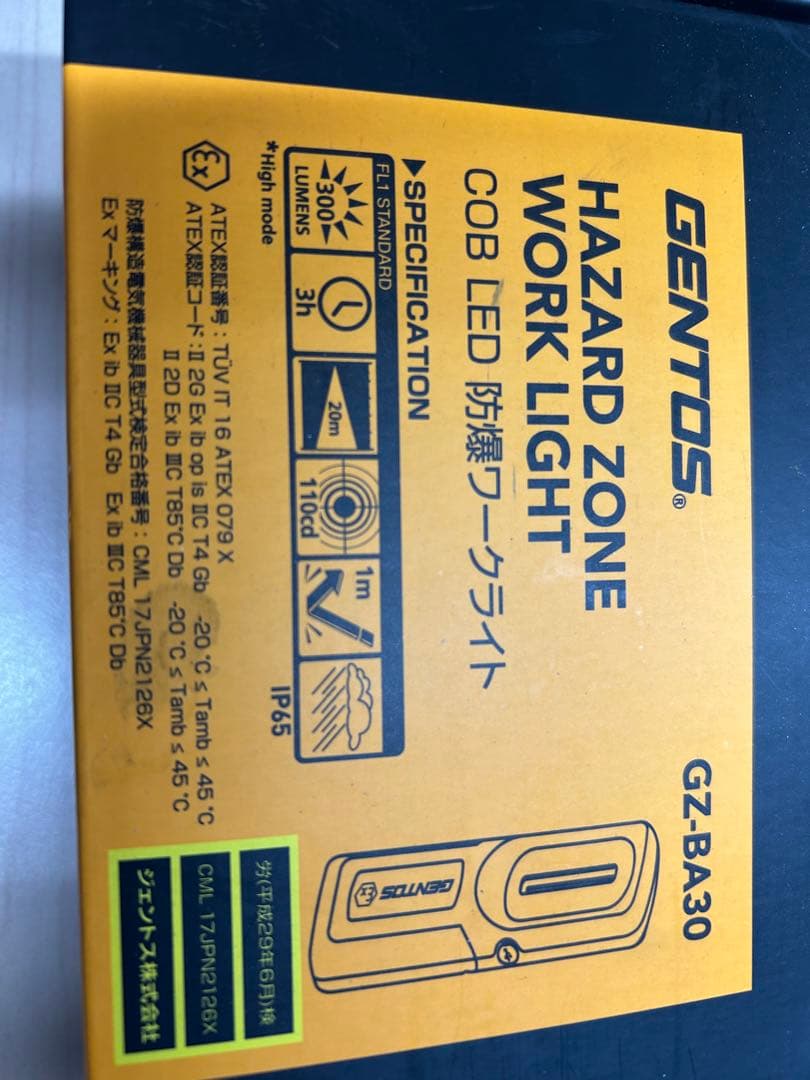 GENTOS®
GZ-BA30
HAZARD ZONE
WORK LIGHT
COB LED 防爆ワークライト
▶SPECIFICATION
FL1 STANDARD
300
LUMENS
3h
20m
110cd
1m
IP65
*High mode
Ex
ATEX認証番号：TÜV IT 16 ATEX 079 X
ATEX認証コード：Ⅱ 2G Ex ib op is ⅡC T4 Gb -20 ℃ ≤ Tamb ≤ 45 ℃
Ⅱ 2D Ex ib ⅢC T85℃ Db -20 ℃ ≤ Tamb ≤ 45 ℃
防爆構造電気機械器具型式検定合格番号：CML 17JPN2126X
Ex マーキング：Ex ib ⅡC T4 Gb Ex ib ⅢC T85℃ Db
GENTOS
Ex
労(平成29年6月)検
CML 17JPN2126X
ジェントス株式会社